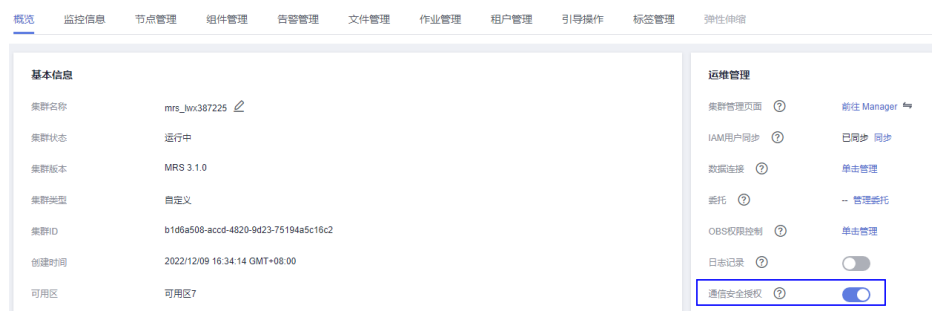 概览 监控信息 节点管理 组件管理 告警管理 文件管理 作业管理 租户管理 引导操作 标签管理 弹性伸缩
基本信息
集群名称 mrs_lwx387225
集群状态 运行中
集群版本 MRS 3.1.0
集群类型 自定义
集群ID b1d6a508-accd-4820-9d23-75194a5c16c2
创建时间 2022/12/09 16:34:14 GMT+08:00
可用区 可用区7
运维管理
集群管理页面 ? 前往 Manager
IAM用户同步 ? 已同步 同步
数据连接 ? 单击管理
委托 ? -- 管理委托
OBS权限控制 ? 单击管理
日志记录 ?
通信安全授权 ?